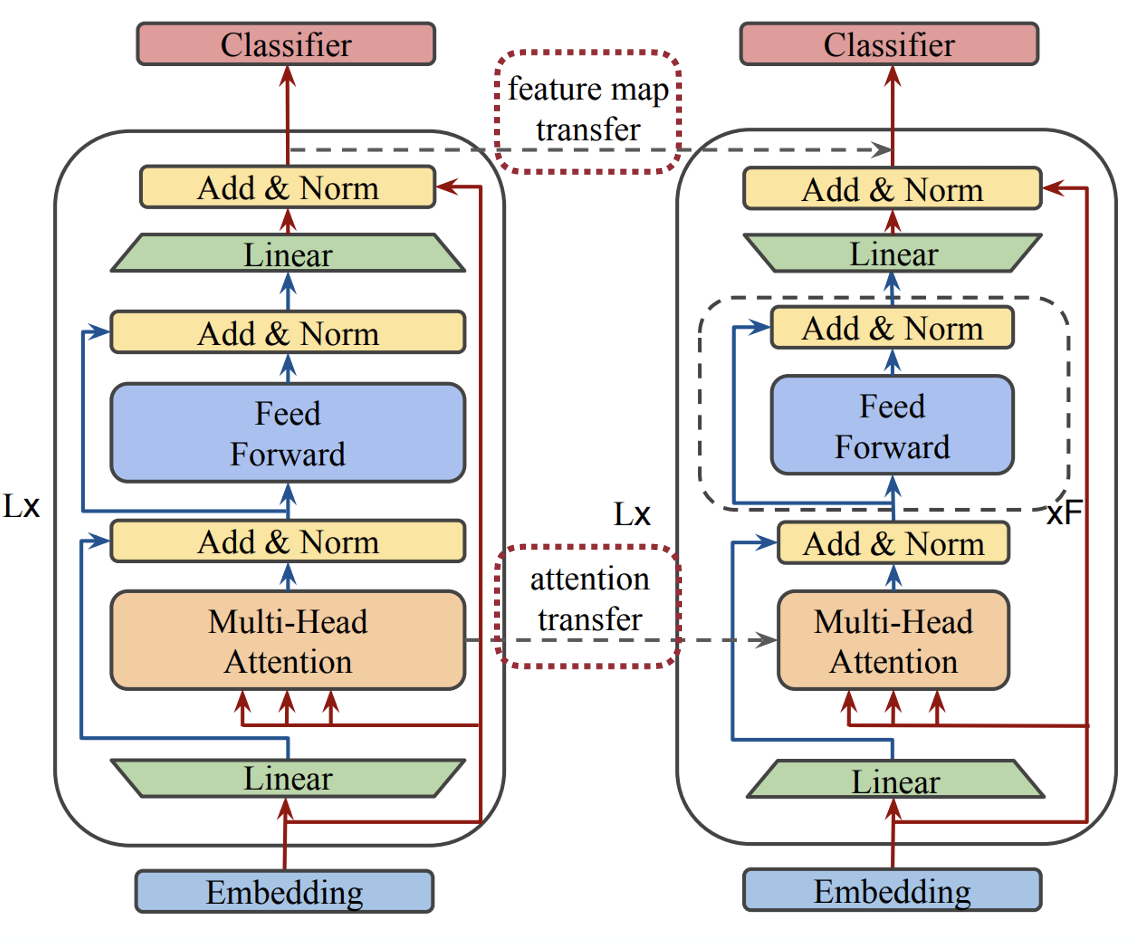 Classifier
Add & Norm
Linear
Add & Norm
Feed
Forward
Lx
Add & Norm
Multi-Head
Attention
Linear
Embedding
feature map
transfer
attention
transfer
Classifier
Add & Norm
Linear
Add & Norm
Feed
Forward
xF
Lx
Add & Norm
Multi-Head
Attention
Linear
Embedding